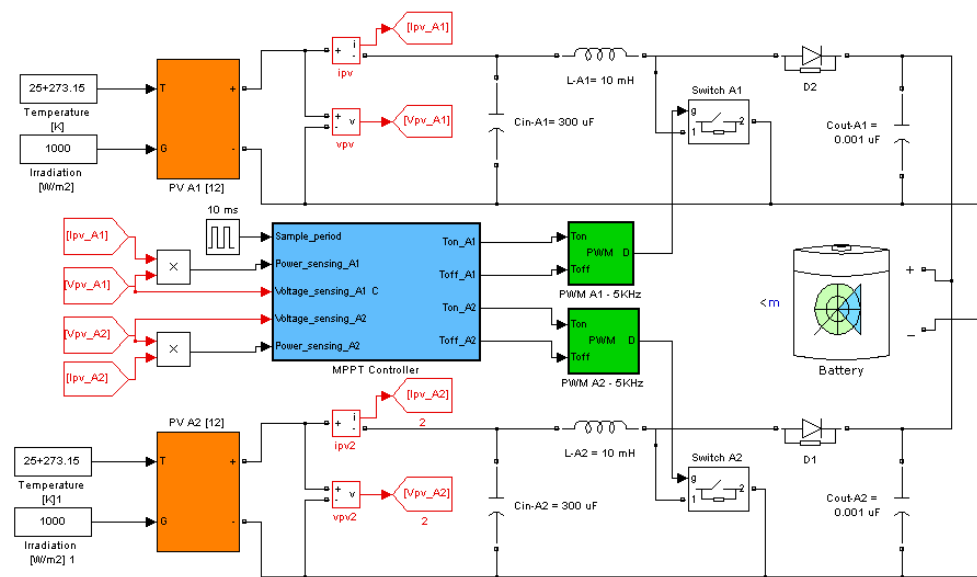 [Ipv_A1]
i
+
-
ipv
25+273.15
Temperature
[K]
T
+
L-A1= 10 mH
D2
Switch A1
g
1
2
[Vpv_A1]
+
-
v
vpv
Cin-A1= 300 uF
Cout-A1 =
0.001 uF
1000
Irradiation
[W/m2]
G
-
PV A1 [12]
10 ms
[Ipv_A1]
[Vpv_A1]
[Vpv_A2]
[Ipv_A2]
×
×
Sample_period
Power_sensing_A1
Voltage_sensing_A1 C
Voltage_sensing_A2
Power_sensing_A2
Ton_A1
Toff_A1
Ton_A2
Toff_A2
MPPT Controller
Ton
PWM D
Toff
PWM A1 - 5KHz
Ton
PWM D
Toff
PWM A2 - 5KHz
<m
+
-
Battery
[Ipv_A2]
2
i
+
-
ipv2
PV A2 [12]
25+273.15
Temperature
[K]1
T
+
L-A2 = 10 mH
D1
Switch A2
g
1
2
[Vpv_A2]
2
+
-
v
vpv2
Cin-A2 = 300 uF
Cout-A2 =
0.001 uF
1000
Irradiation
[W/m2] 1
G
-